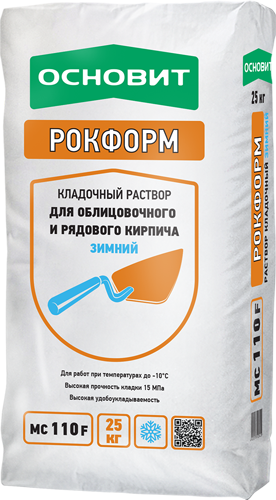 ОСНОВИТ
РОКФОРМ
КЛАДОЧНЫЙ РАСТВОР
ДЛЯ ОБЛИЦОВОЧНОГО
И РЯДОВОГО КИРПИЧА
ЗИМНИЙ
Для работ при температурах до -10°С
Высокая прочность кладки 15 МПа
Высокая удобоукладываемость
МС 110 F
25
КГ
ОСНОВИТ
25 КГ
РОКФОРМ
РАСТВОР КЛАДОЧНЫЙ ЗИМНИЙ
МС 110 F